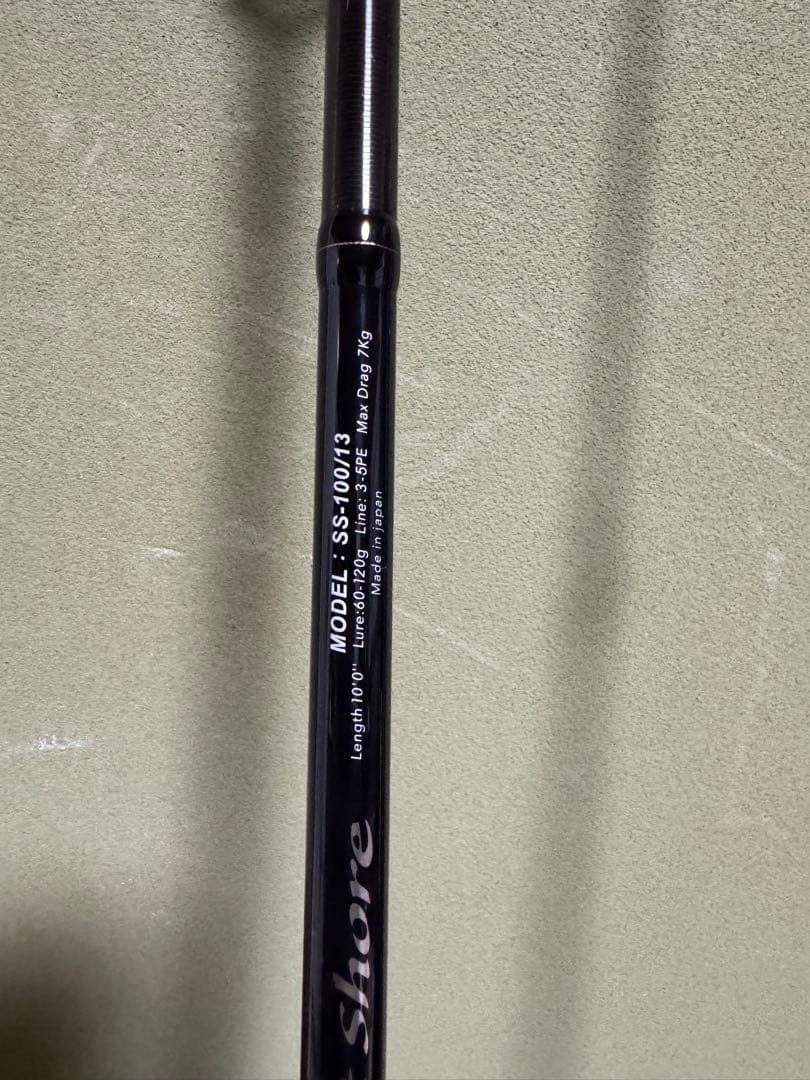 MODEL : SS-100/13
Length 10'0'' Lure:60-120g Line: 3-5PE Max Drag 7Kg
Made in japan
Shore